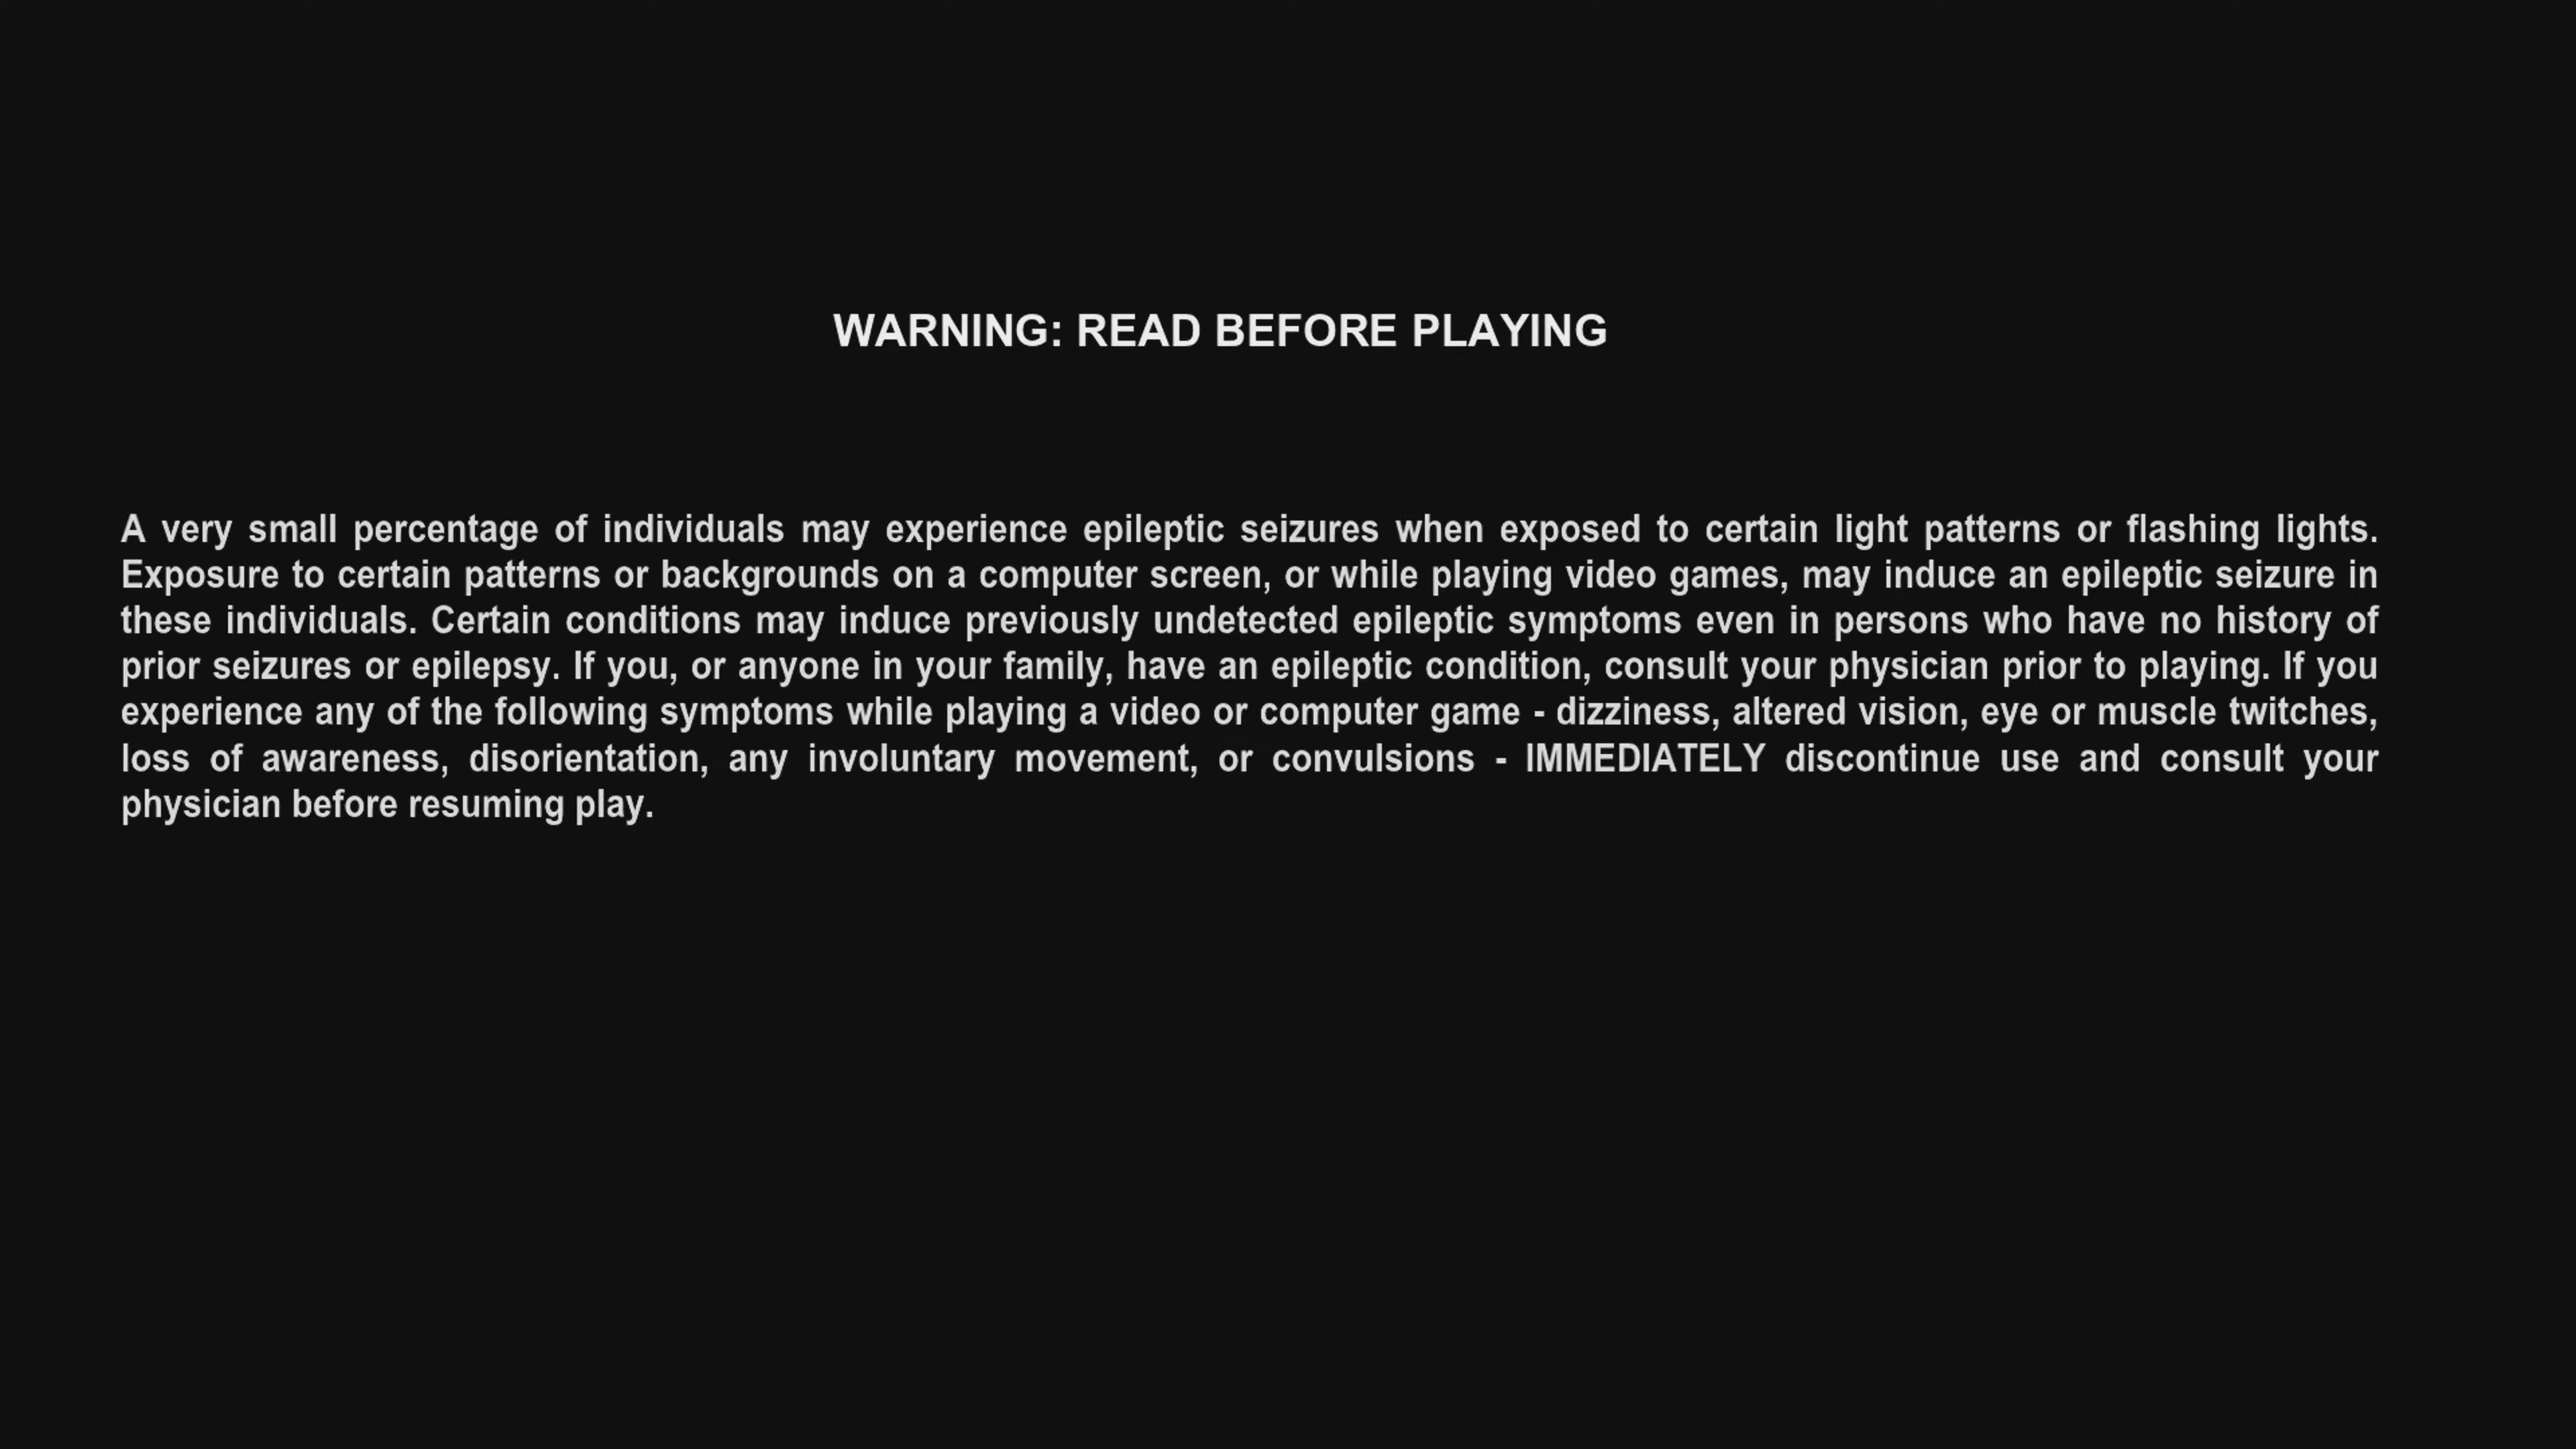 WARNING: READ BEFORE PLAYING
A very small percentage of individuals may experience epileptic seizures when exposed to certain light patterns or flashing lights.
Exposure to certain patterns or backgrounds on a computer screen, or while playing video games, may induce an epileptic seizure in
these individuals. Certain conditions may induce previously undetected epileptic symptoms even in persons who have no history of
prior seizures or epilepsy. If you, or anyone in your family, have an epileptic condition, consult your physician prior to playing. If you
experience any of the following symptoms while playing a video or computer game - dizziness, altered vision, eye or muscle twitches,
loss of awareness, disorientation, any involuntary movement, or convulsions - IMMEDIATELY discontinue use and consult your
physician before resuming play.